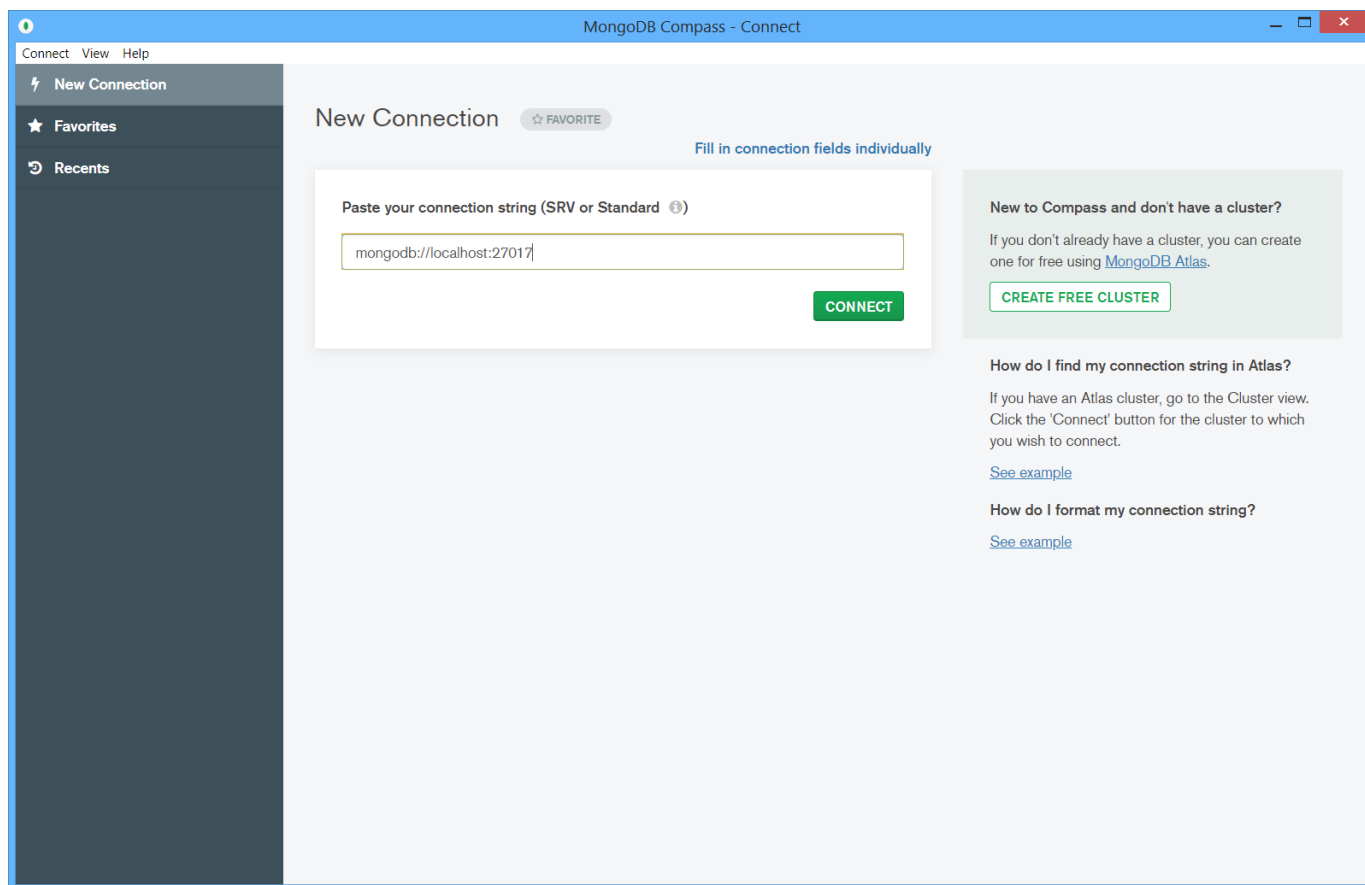 MongoDB Compass - Connect
Connect View Help
New Connection
Favorites
Recents
New Connection
FAVORITE
Fill in connection fields individually
Paste your connection string (SRV or Standard )
mongodb://localhost:27017
CONNECT
New to Compass and don't have a cluster?
If you don't already have a cluster, you can create
one for free using MongoDB Atlas.
CREATE FREE CLUSTER
How do I find my connection string in Atlas?
If you have an Atlas cluster, go to the Cluster view.
Click the 'Connect' button for the cluster to which
you wish to connect.
See example
How do I format my connection string?
See example